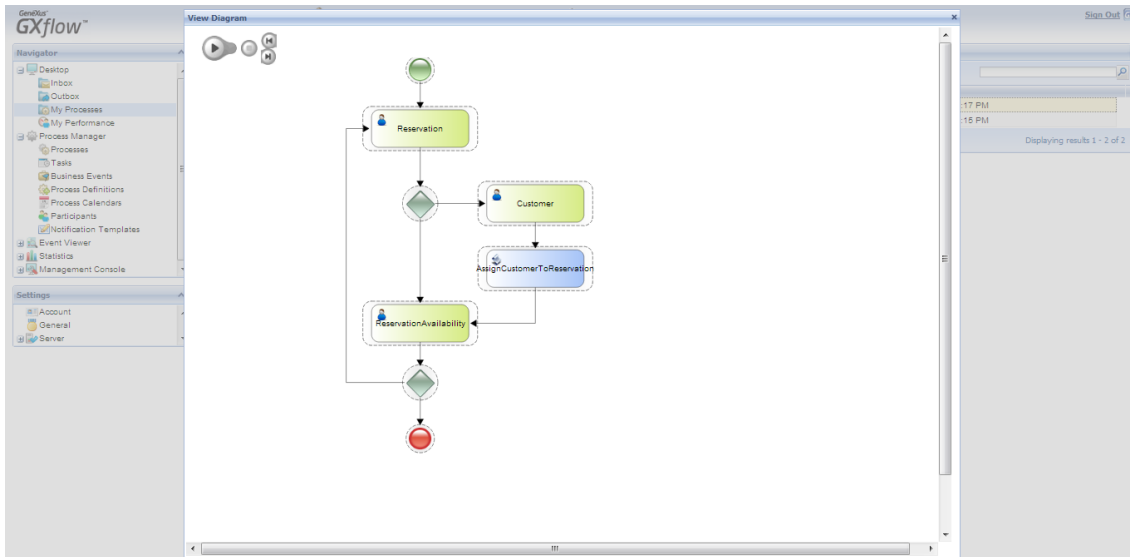 GeneXus
GXflow™
View Diagram
x
Sign Out
Navigator
Desktop
Inbox
Outbox
My Processes
My Performance
Process Manager
Processes
Tasks
Business Events
Process Definitions
Process Calendars
Participants
Notification Templates
Event Viewer
Statistics
Management Console
Settings
Account
General
Server
Reservation
Customer
AssignCustomerToReservation
ReservationAvailability
:17 PM
:15 PM
Displaying results 1 - 2 of 2